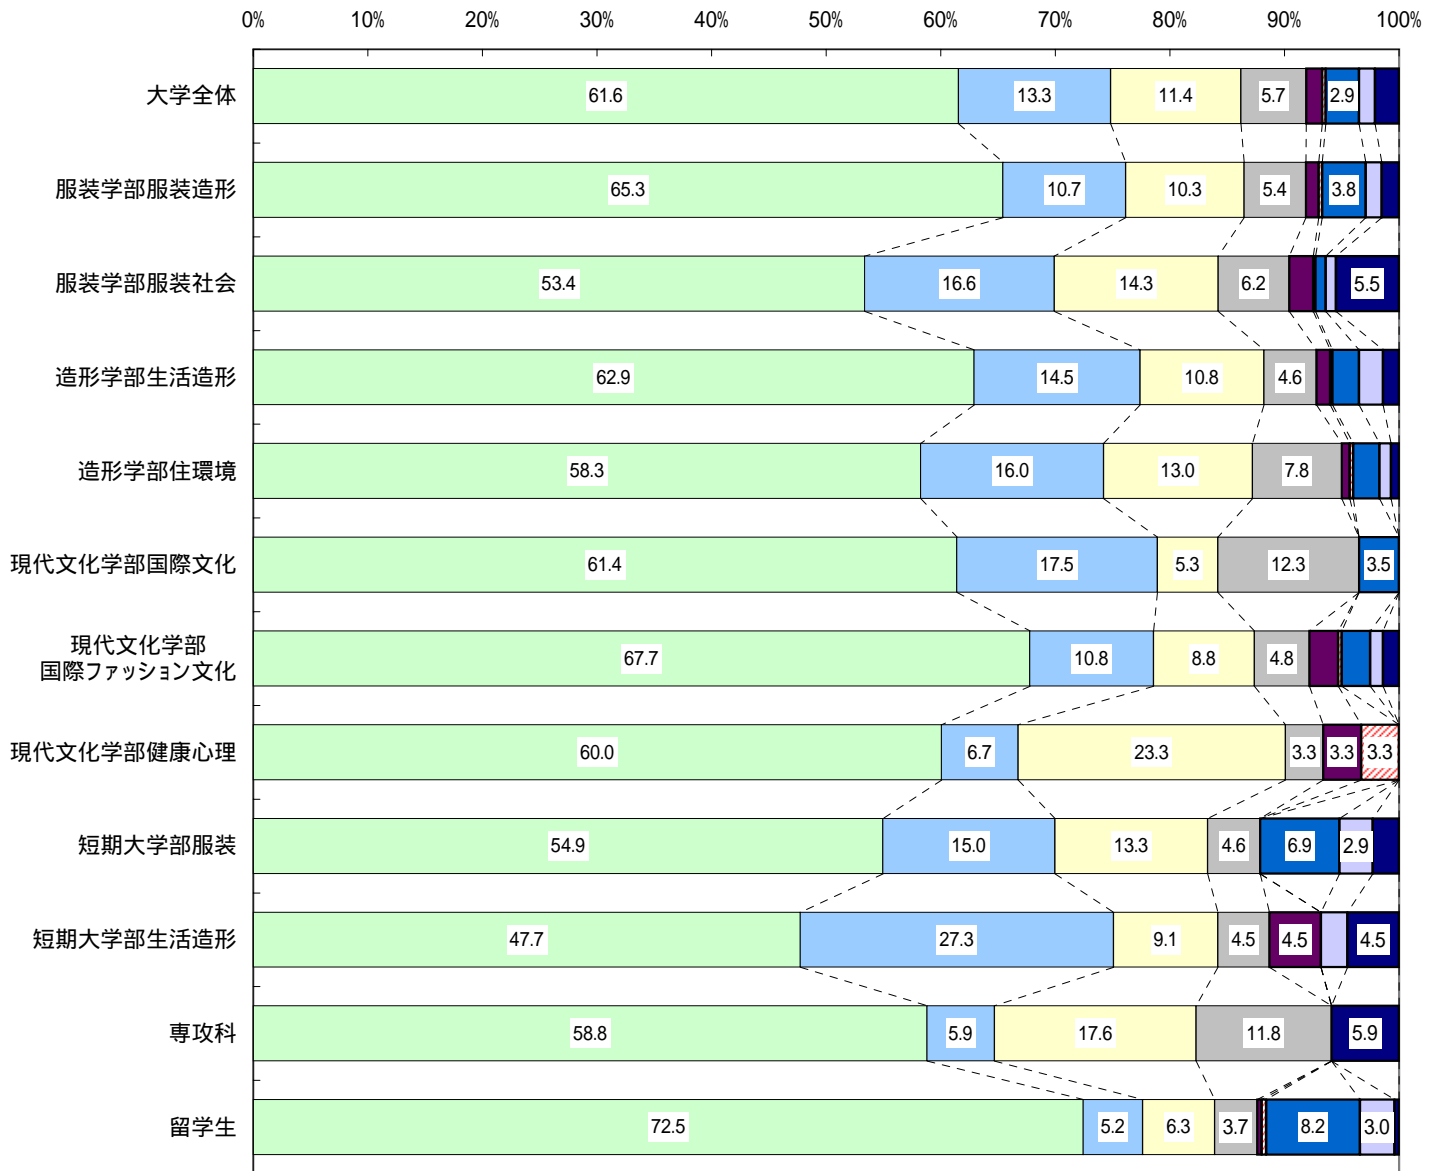 0% 10% 20% 30% 40% 50% 60% 70% 80% 90% 100%
大学全体 61.6 13.3 11.4 5.7 2.9
服装学部服装造形 65.3 10.7 10.3 5.4 3.8
服装学部服装社会 53.4 16.6 14.3 6.2 5.5
造形学部生活造形 62.9 14.5 10.8 4.6
造形学部住環境 58.3 16.0 13.0 7.8
現代文化学部国際文化 61.4 17.5 5.3 12.3 3.5
現代文化学部
国際ファッション文化 67.7 10.8 8.8 4.8
現代文化学部健康心理 60.0 6.7 23.3 3.3 3.3 3.3
短期大学部服装 54.9 15.0 13.3 4.6 6.9 2.9
短期大学部生活造形 47.7 27.3 9.1 4.5 4.5 4.5
専攻科 58.8 5.9 17.6 11.8 5.9
留学生 72.5 5.2 6.3 3.7 8.2 3.0